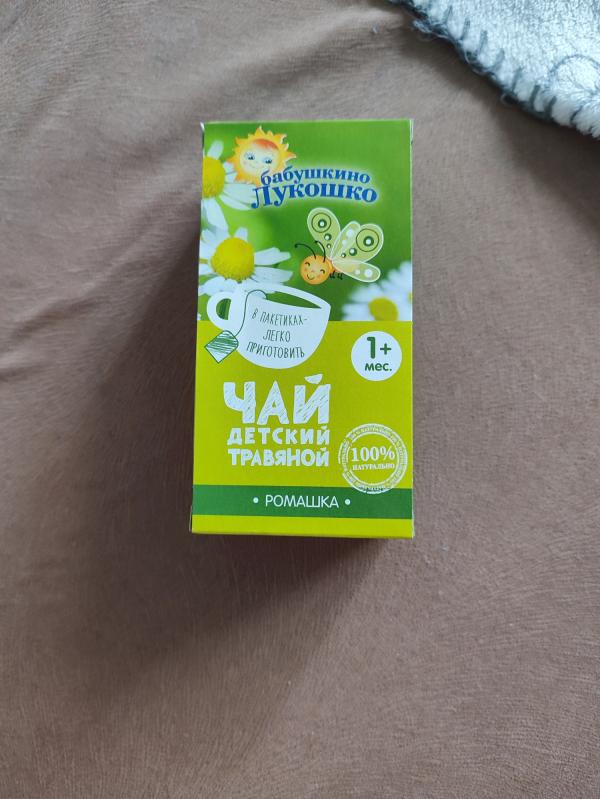 бабушкино
Лукошко
В ПАКЕТИКАХ-
ЛЕГКО
ПРИГОТОВИТЬ
1+
мес.
ЧАЙ
ДЕТСКИЙ
ТРАВЯНОЙ
100%
НАТУРАЛЬНО
• РОМАШКА •